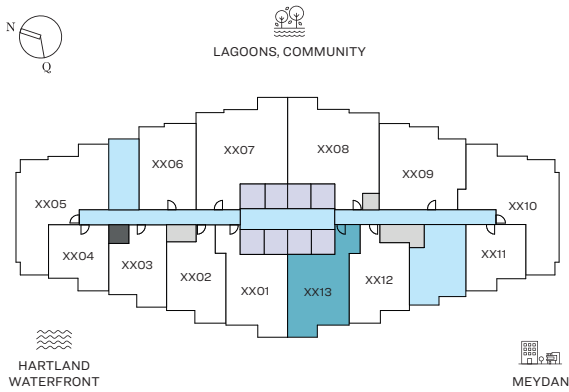 N
Q
LAGOONS, COMMUNITY
XX07
XX08
XX06
XX09
XX05
XX10
XX04
XX03
XX02
XX01
XX13
XX12
XX11
HARTLAND
WATERFRONT
MEYDAN